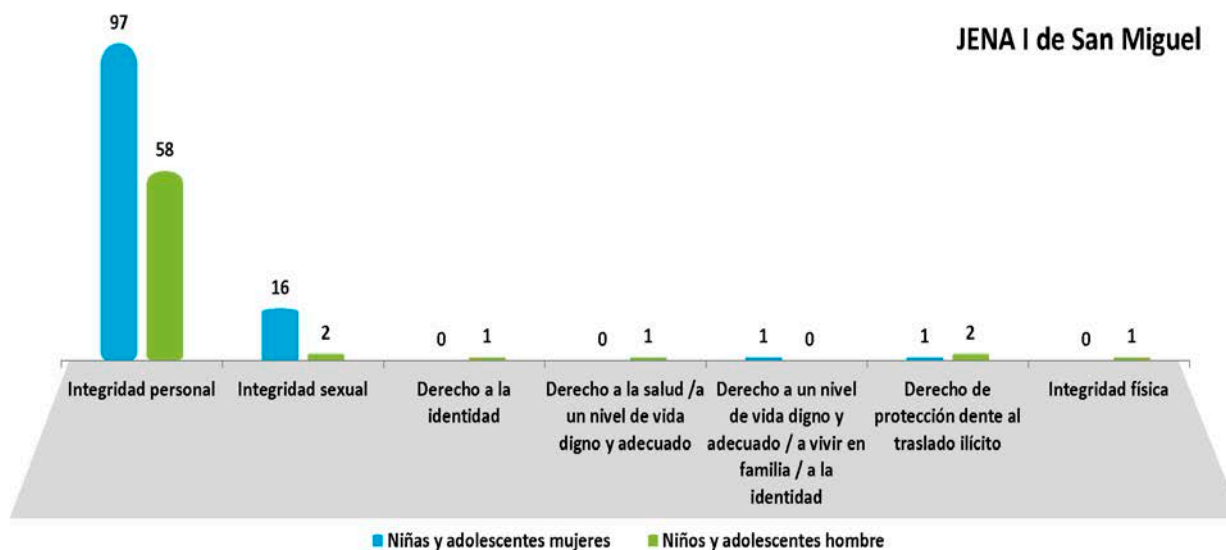 JENA I de San Miguel
97
58
16
2
0
1
0
1
1
0
1
2
0
1
Integridad personal
Integridad sexual
Derecho a la
identidad
Derecho a la salud /a
un nivel de vida
digno y adecuado
Derecho a un nivel
de vida digno y
adecuado / a vivir en
familia / a la
identidad
Derecho de
protección dente al
traslado ilícito
Integridad física
Niñas y adolescentes mujeres
Niños y adolescentes hombre